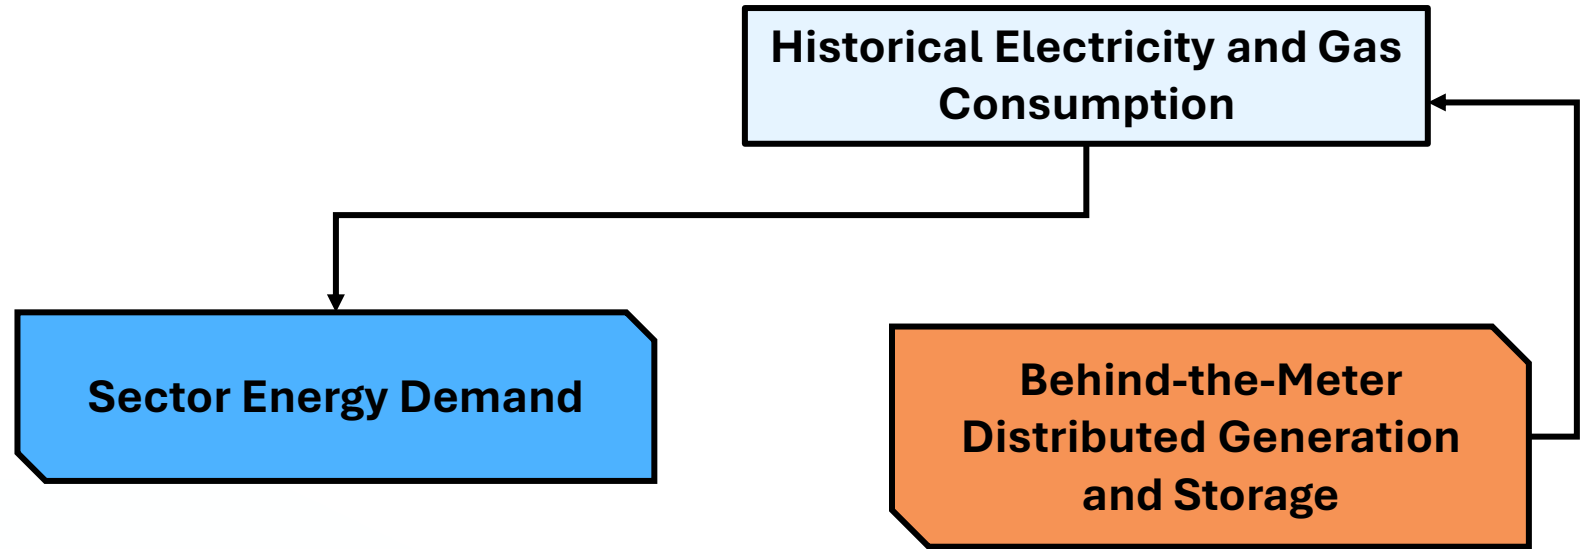 Historical Electricity and Gas
Consumption
Sector Energy Demand
Behind-the-Meter
Distributed Generation
and Storage